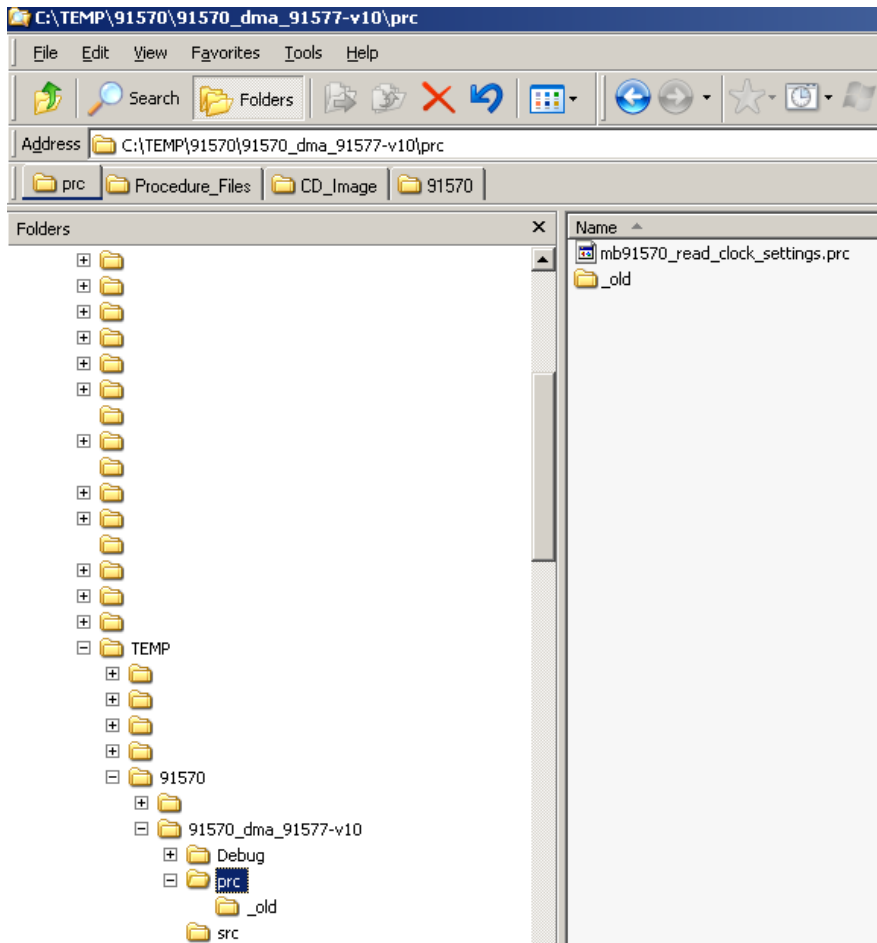 C:\TEMP\91570\91570_dma_91577-v10\prc
File Edit View Favorites Tools Help
Search Folders
Address C:\TEMP\91570\91570_dma_91577-v10\prc
prc Procedure_Files CD_Image 91570
Folders
Name
mb91570_read_clock_settings.prc
_old
TEMP
91570
91570_dma_91577-v10
Debug
prc
_old
src